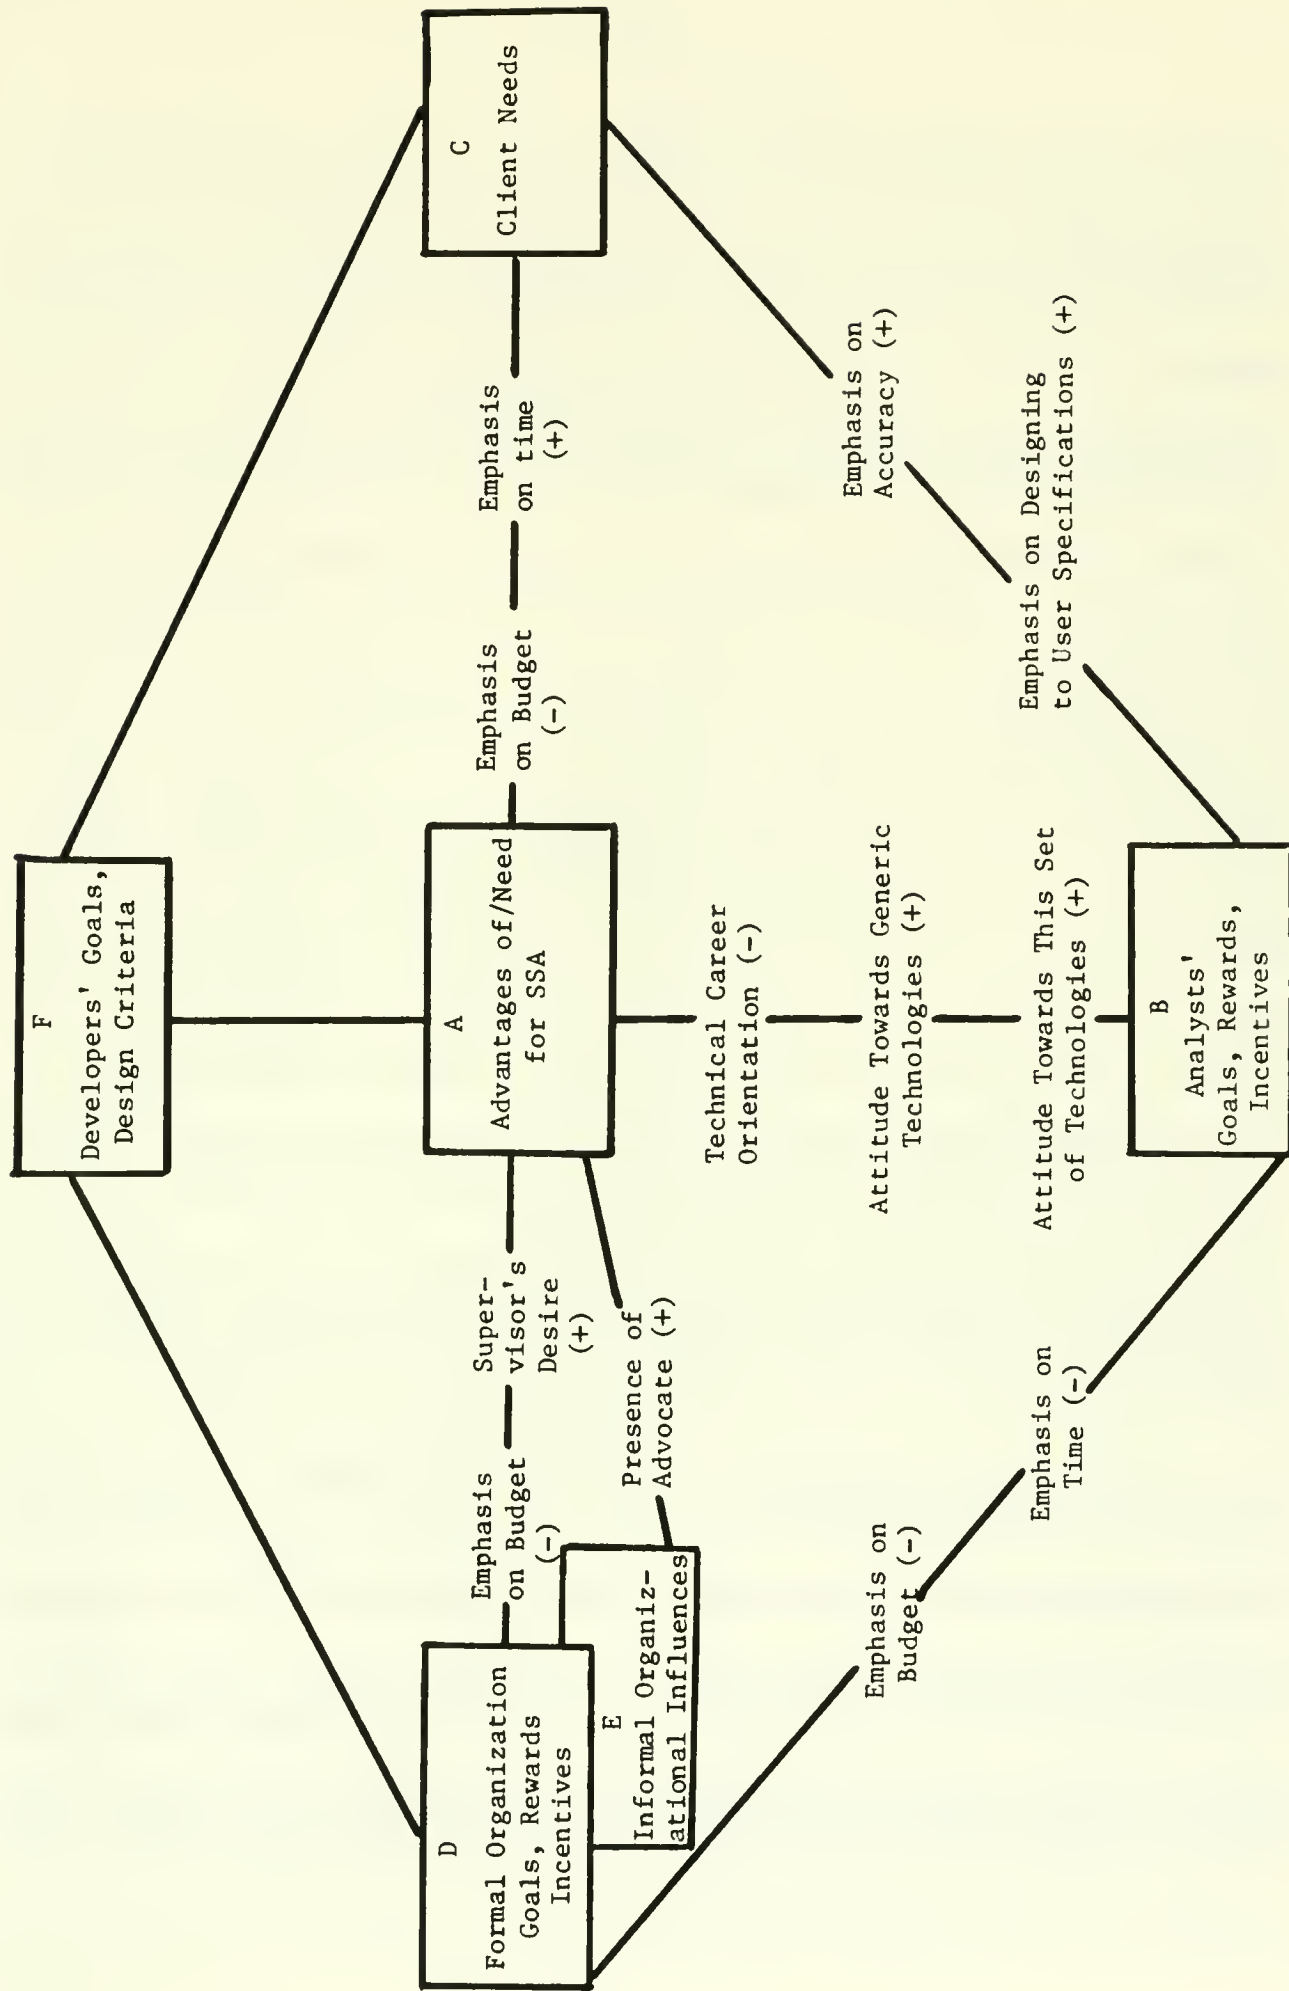 F
Developers' Goals,
Design Criteria
D
Formal Organization
Goals, Rewards
Incentives
E
Informal Organiz-
ational Influences
Emphasis
on Budget
(-)
Super-
visor's
Desire
(+)
Presence of
Advocate (+)
A
Advantages of/Need
for SSA
Emphasis
on Budget
(-)
Emphasis
on time
(+)
C
Client Needs
Technical Career
Orientation (-)
Attitude Towards Generic
Technologies (+)
Attitude Towards This Set
of Technologies (+)
Emphasis on
Budget (-)
Emphasis on
Time (-)
Emphasis on
Accuracy (+)
Emphasis on Designing
to User Specifications (+)
B
Analysts'
Goals, Rewards,
Incentives